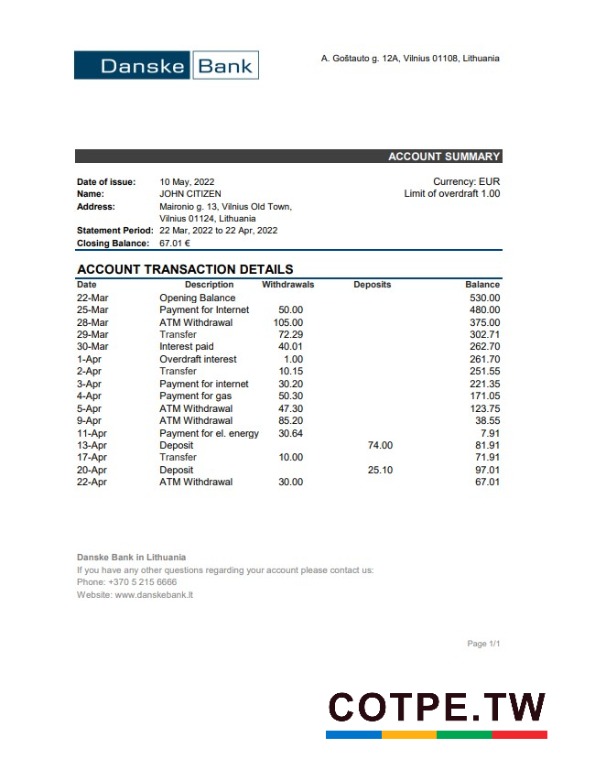 Danske Bank
A. Goštauto g. 12A, Vilnius 01108, Lithuania
ACCOUNT SUMMARY
Date of issue: 10 May, 2022 Currency: EUR
Name: JOHN CITIZEN Limit of overdraft 1.00
Address: Maironio g. 13, Vilnius Old Town,
Vilnius 01124, Lithuania
Statement Period: 22 Mar, 2022 to 22 Apr, 2022
Closing Balance: 67.01 €
ACCOUNT TRANSACTION DETAILS
Date Description Withdrawals Deposits Balance
22-Mar Opening Balance 530.00
25-Mar Payment for Internet 50.00 480.00
28-Mar ATM Withdrawal 105.00 375.00
29-Mar Transfer 72.29 302.71
30-Mar Interest paid 40.01 262.70
1-Apr Overdraft interest 1.00 261.70
2-Apr Transfer 10.15 251.55
3-Apr Payment for internet 30.20 221.35
4-Apr Payment for gas 50.30 171.05
5-Apr ATM Withdrawal 47.30 123.75
9-Apr ATM Withdrawal 85.20 38.55
11-Apr Payment for el. energy 30.64 7.91
13-Apr Deposit 74.00 81.91
17-Apr Transfer 10.00 71.91
20-Apr Deposit 25.10 97.01
22-Apr ATM Withdrawal 30.00 67.01
Danske Bank in Lithuania
If you have any other questions regarding your account please contact us:
Phone: +370 5 215 6666
Website: www.danskebank.lt
Page 1/1
COTPE.TW